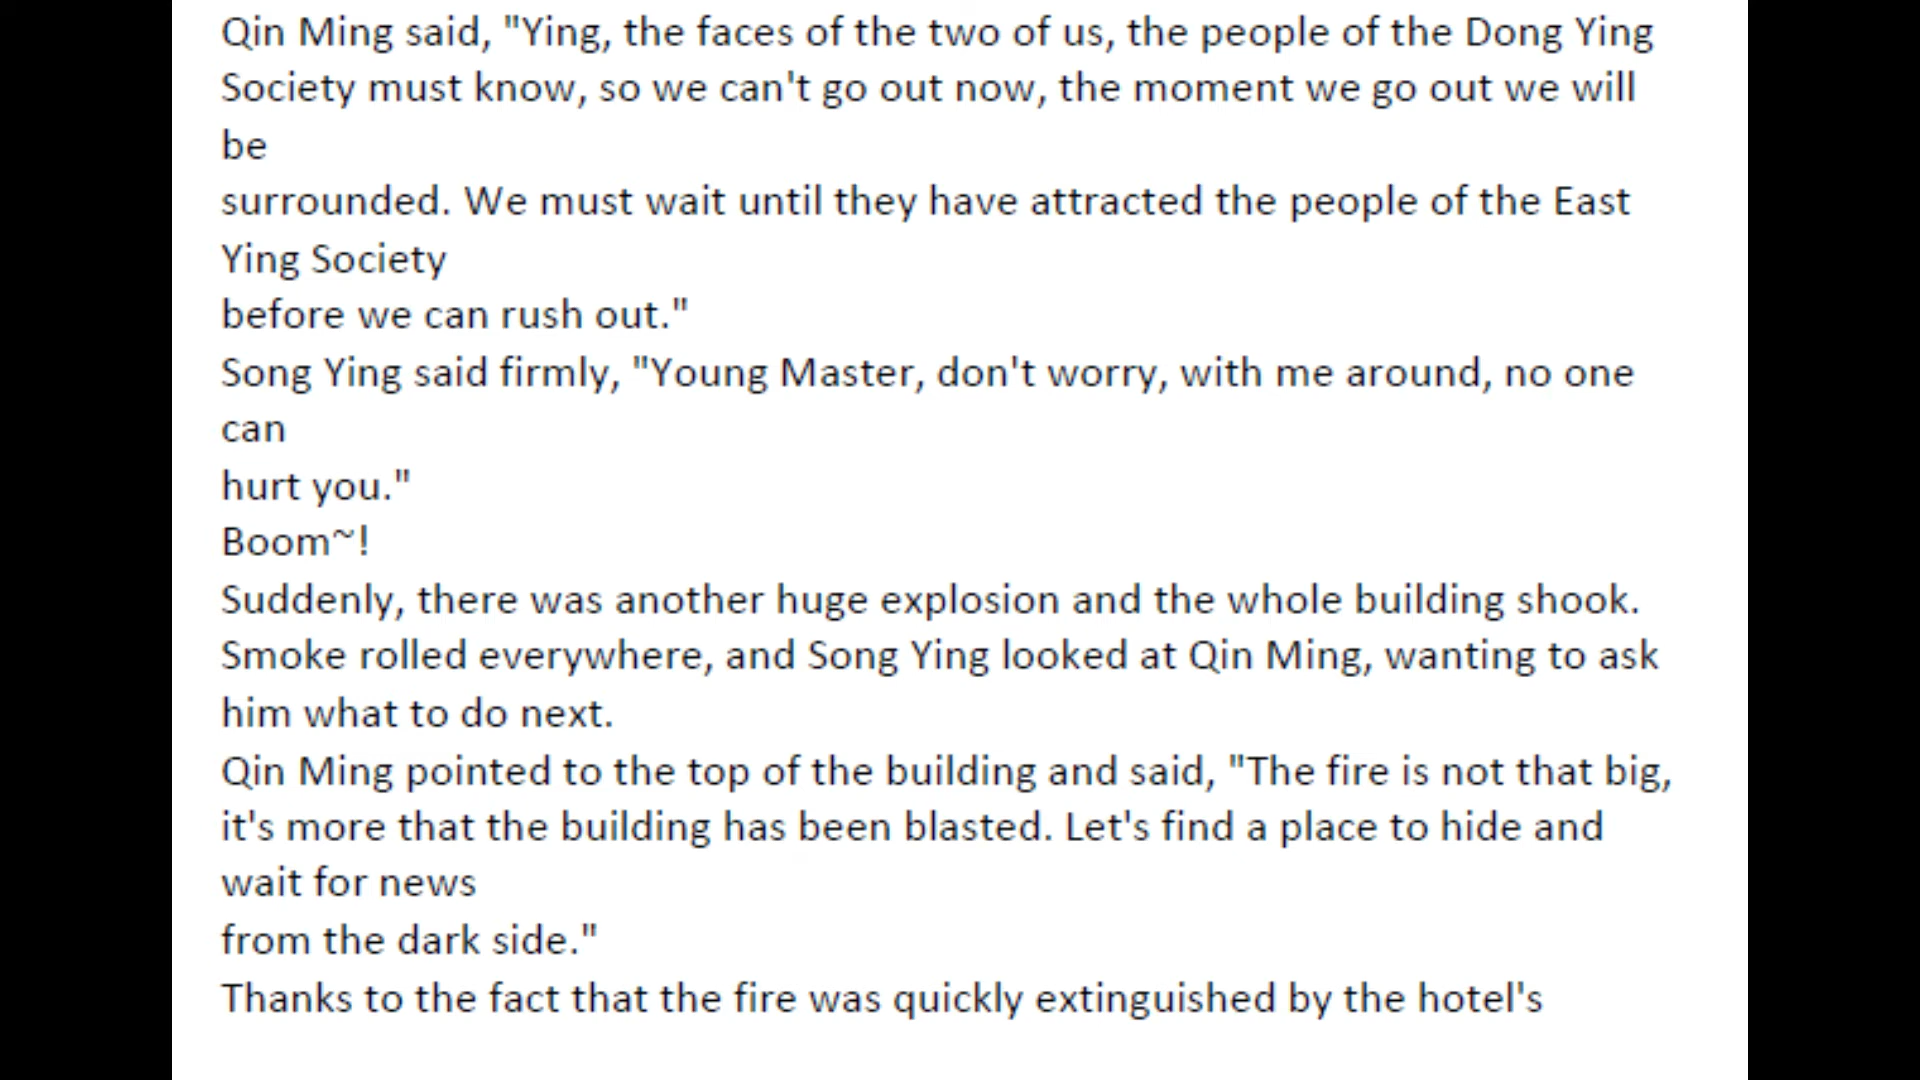 Qin Ming said, "Ying, the faces of the two of us, the people of the Dong Ying
Society must know, so we can't go out now, the moment we go out we will
be
surrounded. We must wait until they have attracted the people of the East
Ying Society
before we can rush out."
Song Ying said firmly, "Young Master, don't worry, with me around, no one
can
hurt you."
Boom~!
Suddenly, there was another huge explosion and the whole building shook.
Smoke rolled everywhere, and Song Ying looked at Qin Ming, wanting to ask
him what to do next.
Qin Ming pointed to the top of the building and said, "The fire is not that big,
it's more that the building has been blasted. Let's find a place to hide and
wait for news
from the dark side."
Thanks to the fact that the fire was quickly extinguished by the hotel's